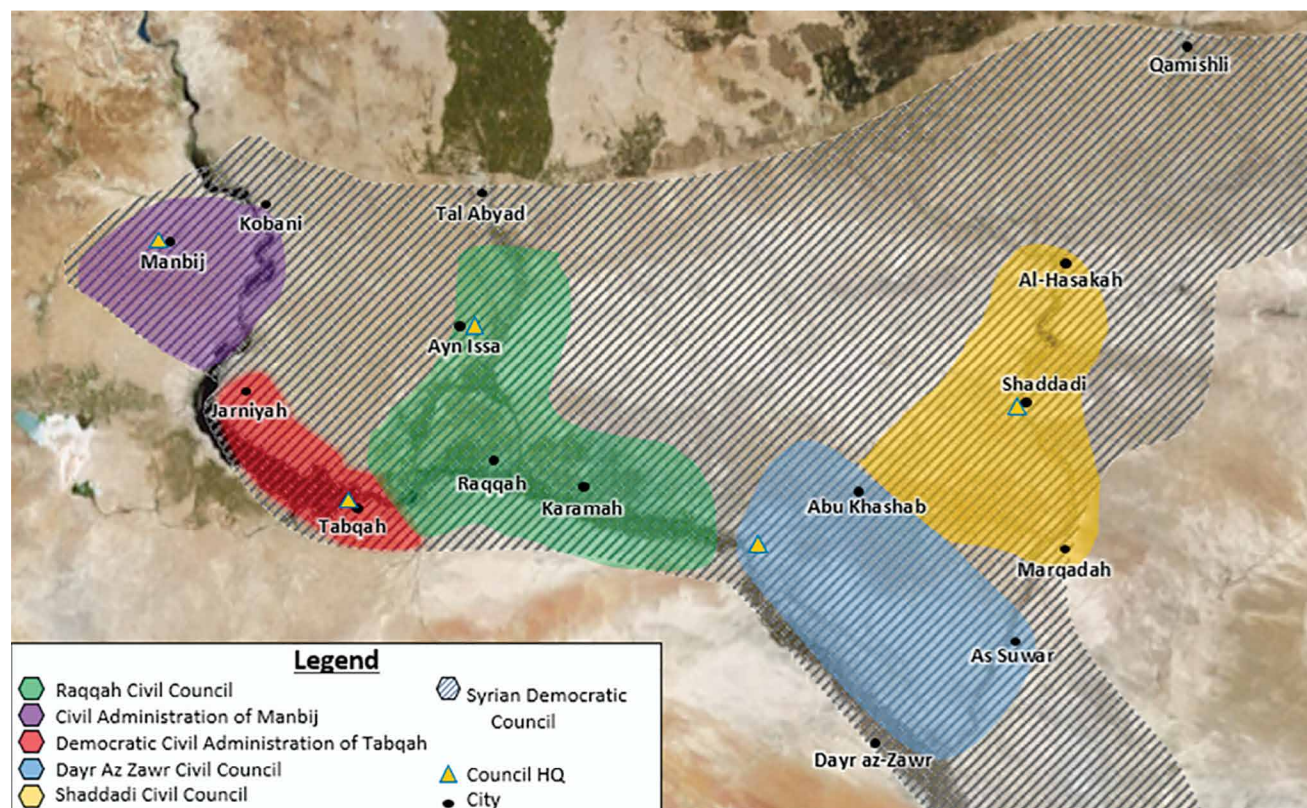 Qamishli
Kobani
Tal Abyad
Manbij
Al-Hasakah
Ayn Issa
Shaddadi
Jarniyah
Raqqah
Karamah
Abu Khashab
Tabqah
Marqadah
As Suwar
Dayr az-Zawr
Legend
Raqqah Civil Council
Civil Administration of Manbij
Democratic Civil Administration of Tabqah
Dayr Az Zawr Civil Council
Shaddadi Civil Council
Syrian Democratic
Council
Council HQ
City